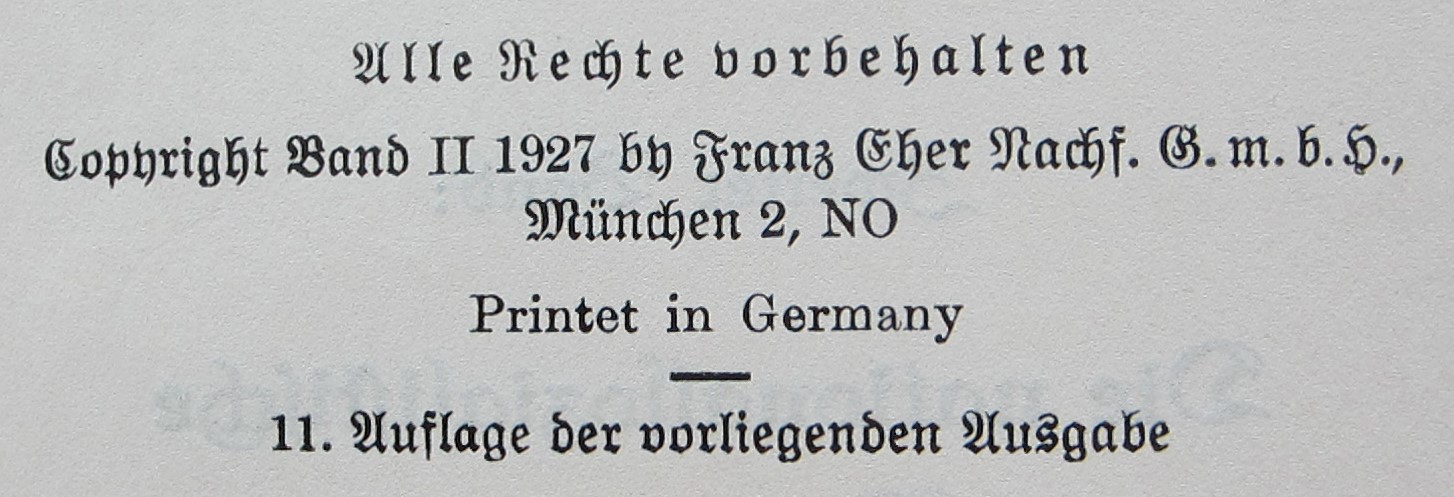 Alle Rechte vorbehalten
Copyright Band II 1927 by Franz Eher Nachf. G. m. b. H.,
München 2, NO
Printet in Germany
11. Auflage der vorliegenden Ausgabe